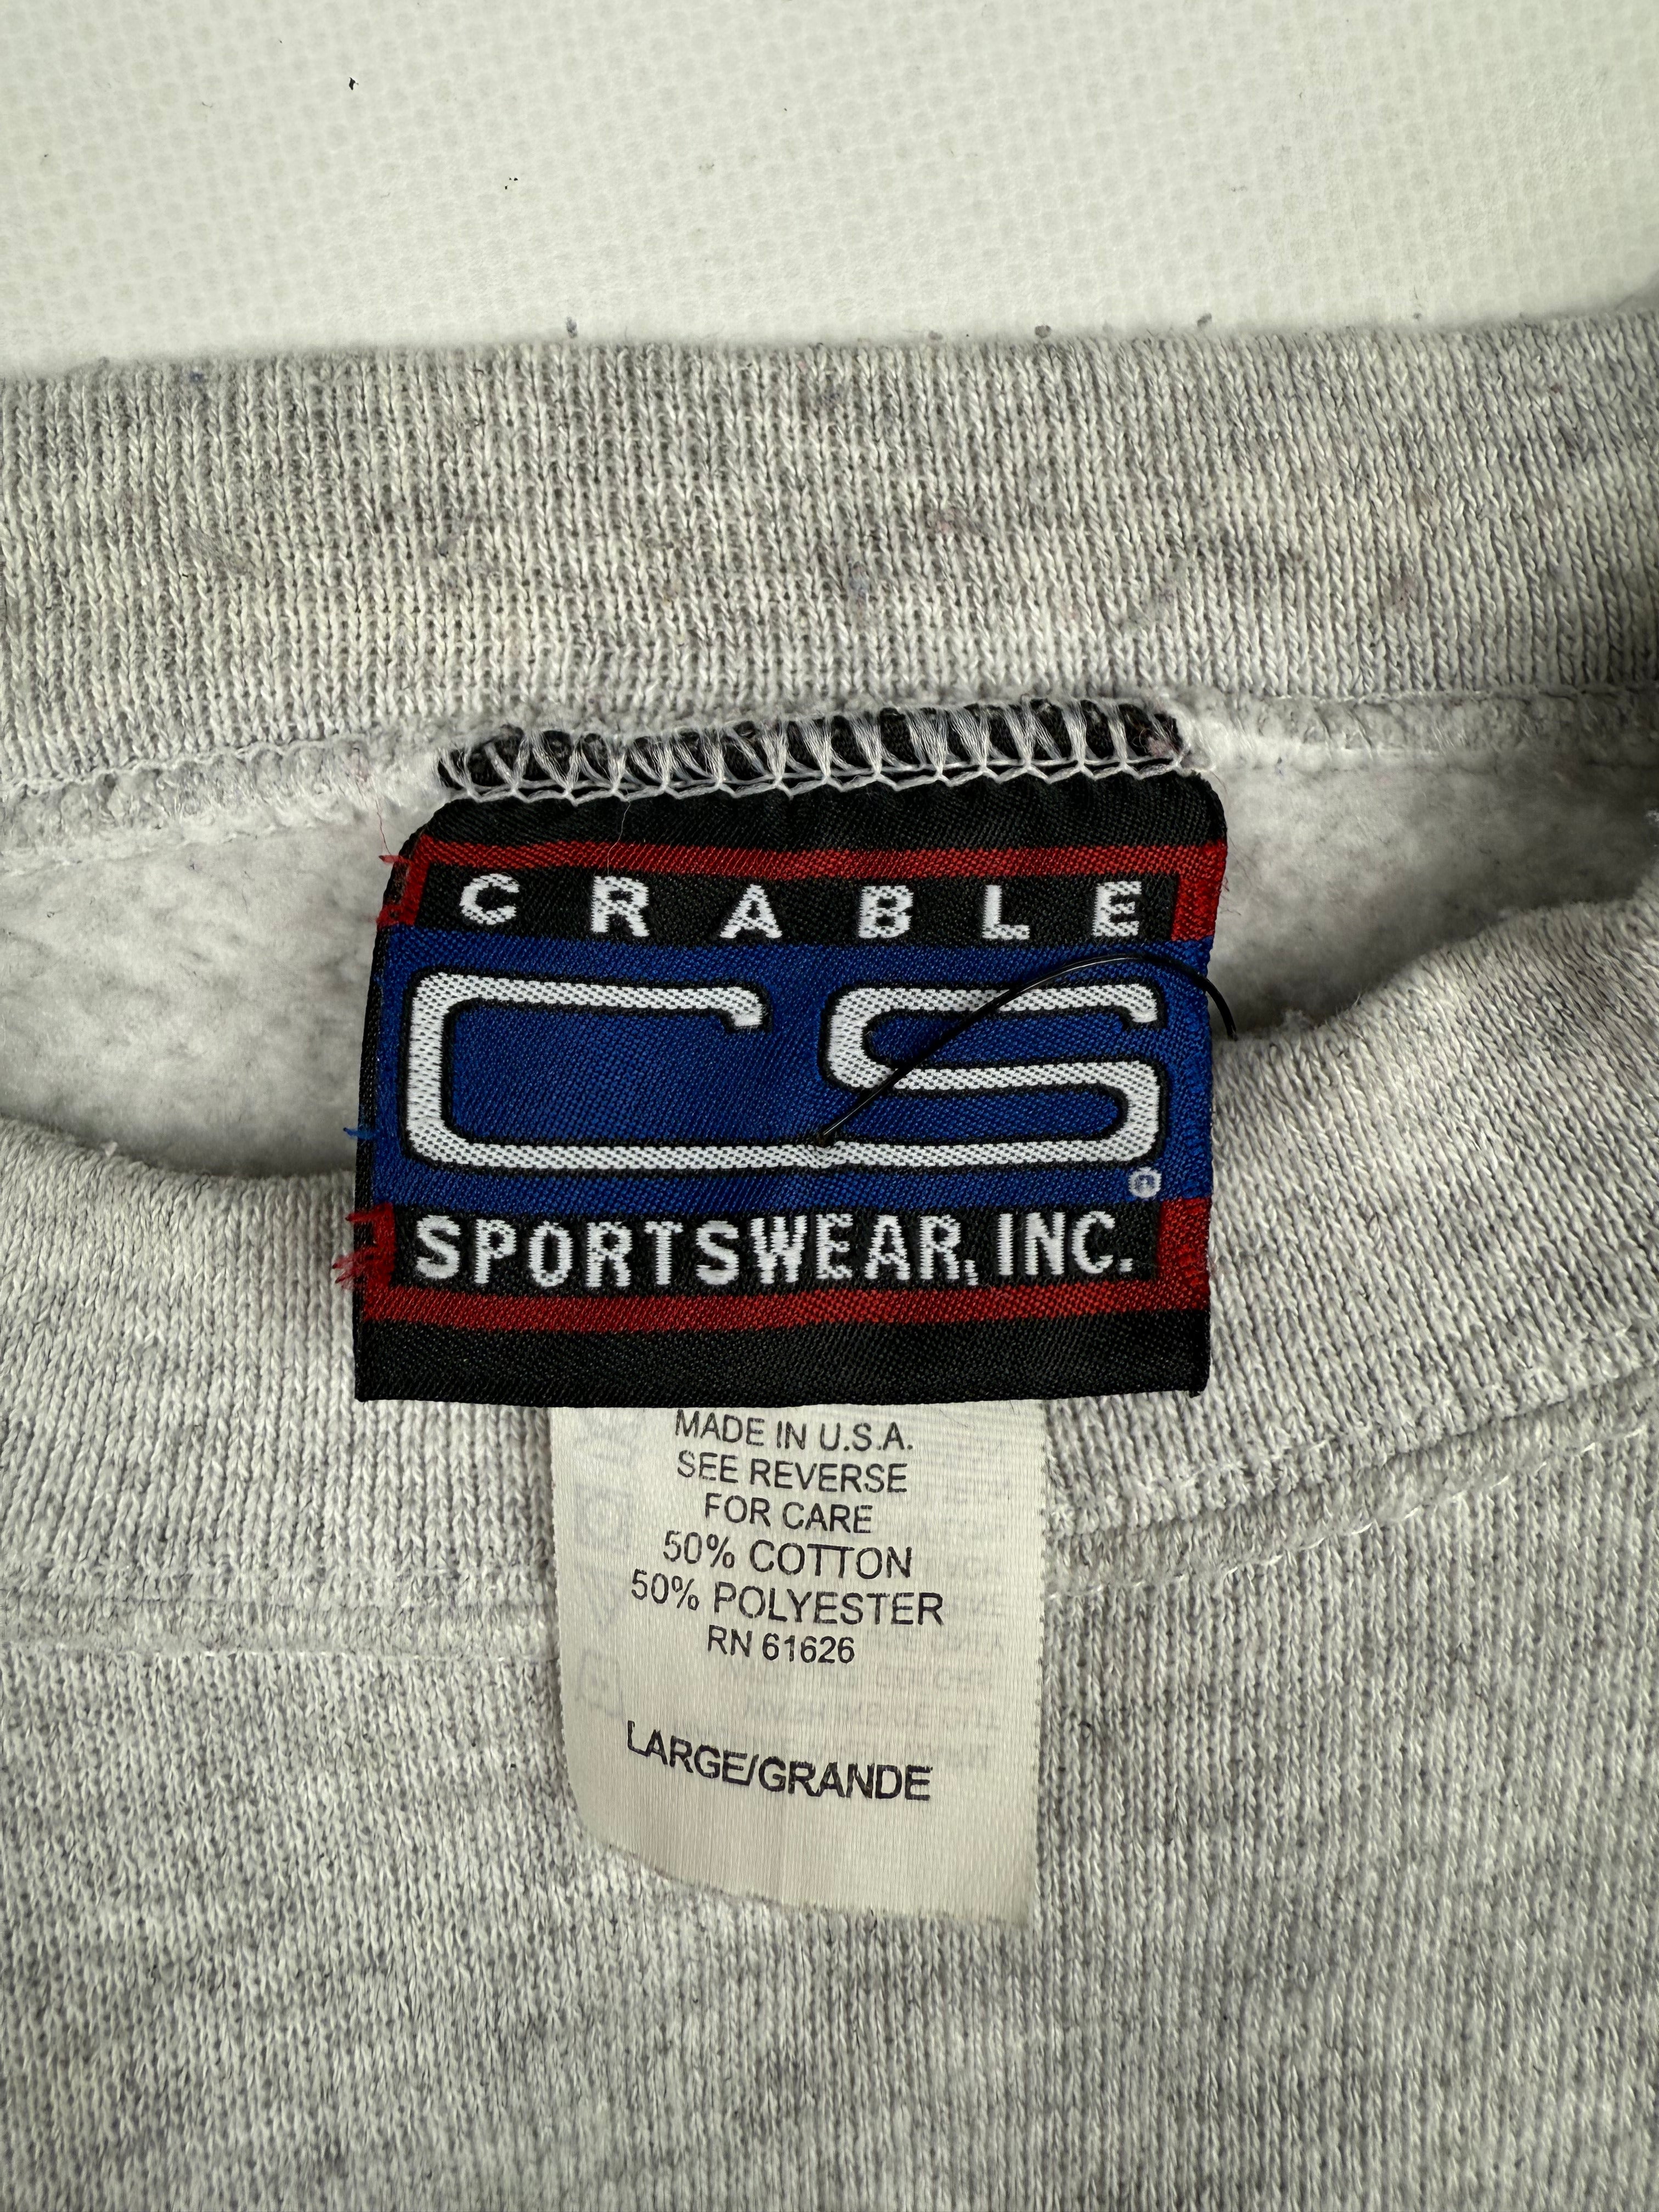 CRABLE
CS
®
SPORTSWEAR, INC.
MADE IN U.S.A.
SEE REVERSE
FOR CARE
50% COTTON
50% POLYESTER
RN 61626
LARGE/GRANDE